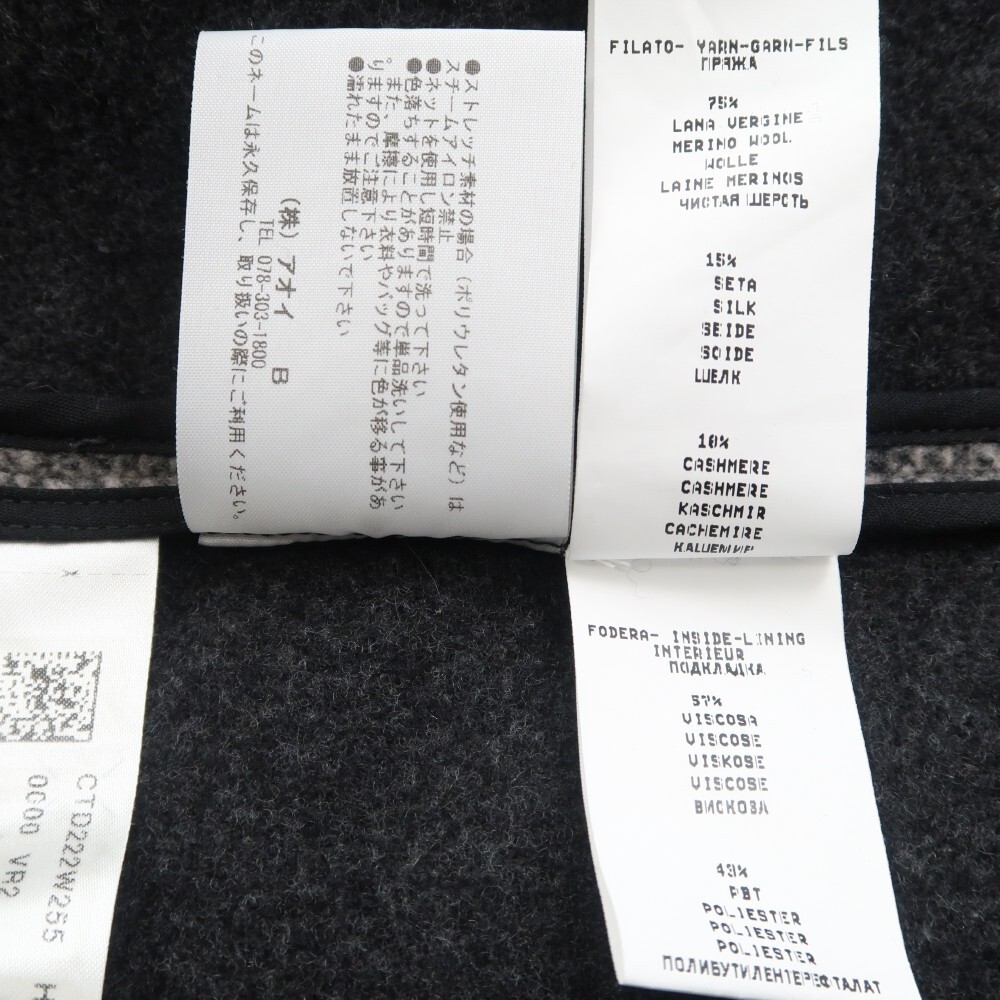 ●ストレッチ素材の場合（ポリウレタン使用など）は
スチームアイロン禁止
●ネットを使用し短時間で洗って下さい
●色落ちすることがありますので単品洗いして下さい
。また、摩擦により衣料やバッグ等に色が移る事があ
りますのでご注意下さい
●濡れたまま放置しないで下さい
（株）アオイ B
TEL 078-303-1800
このネームは永久保存し、取り扱いの際にご利用ください。
FILATO- YARN-GARN-FILS
ПРЯЖА
75%
LANA VERGINE
MERINO WOOL
WOLLE
LAINE MERINOS
ЧИСТАЯ ШЕРСТЬ
15%
SETA
SILK
SEIDE
SOIDE
ШЕЛК
10%
CASHMERE
CASHMERE
KASCHMIR
CACHEMIRE
FODERA- INSIDE-LINING
INTERIEUR
ПОДКЛАДКА
57%
VISCOSA
VISCOSE
VISKOSE
VISCOSE
ВИСКОЗА
43%
PBT
POLIESTER
POLIESTER
POLIESTER
ПОЛИБУТИЛЕНТЕРЕФТАЛАТ
CTD222W255
0000 VR2